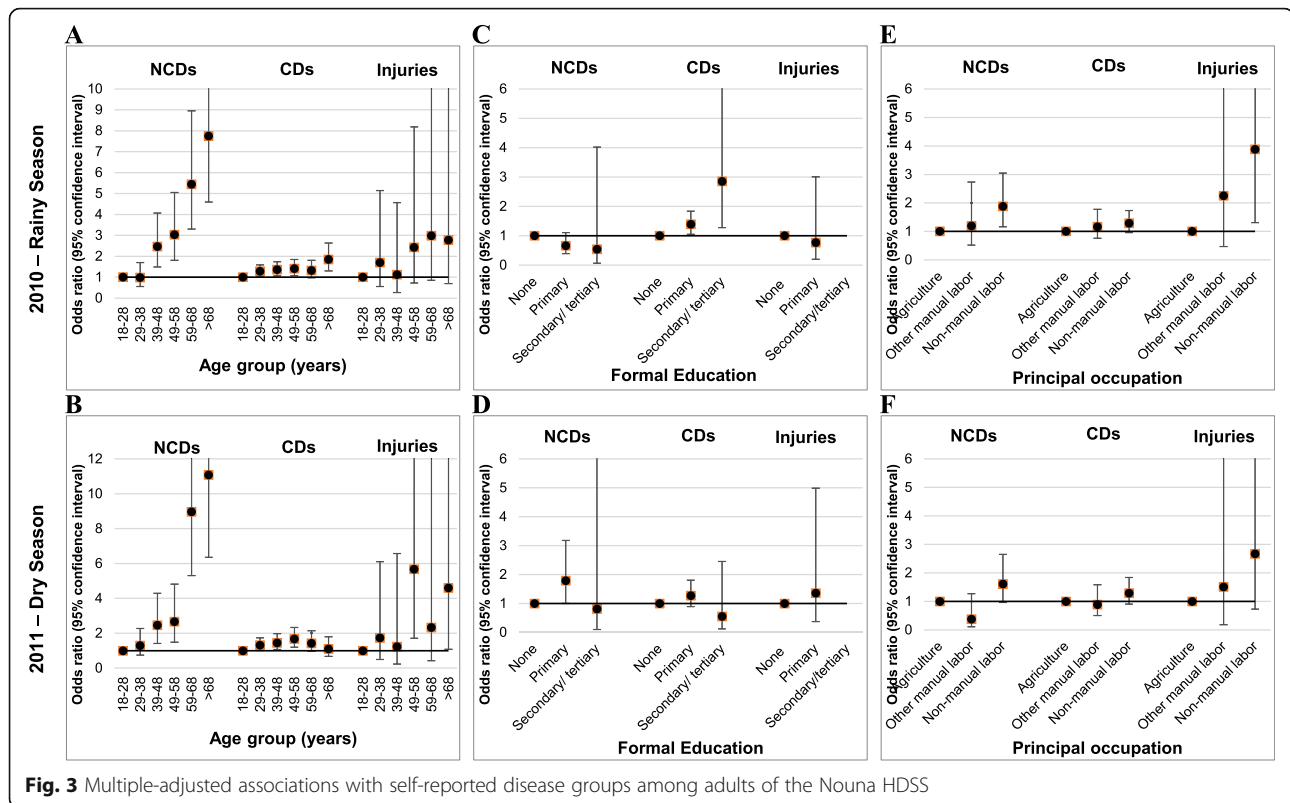 A
C
E
2010 – Rainy Season
Odds ratio (95% confidence interval)
NCDs CDs Injuries
10
9
8
7
6
5
4
3
2
1
0
18-28 29-38 39-48 49-58 59-68 >68 18-28 29-38 39-48 49-58 59-68 >68 18-28 29-38 39-48 49-58 59-68 >68
Age group (years)
Odds ratio (95% confidence interval)
NCDs CDs Injuries
6
5
4
3
2
1
0
None Primary Secondary/ tertiary None Primary Secondary/ tertiary None Primary Secondary/tertiary
Formal Education
Odds ratio (95% confidence interval)
NCDs CDs Injuries
6
5
4
3
2
1
0
Agriculture Other manual labor Non-manual labor Agriculture Other manual labor Non-manual labor Agriculture Other manual labor Non-manual labor
Principal occupation
B
D
F
2011 – Dry Season
Odds ratio (95% confidence interval)
NCDs CDs Injuries
12
10
8
6
4
2
0
18-28 29-38 39-48 49-58 59-68 >68 18-28 29-38 39-48 49-58 59-68 >68 18-28 29-38 39-48 49-58 59-68 >68
Age group (years)
Odds ratio (95% confidence interval)
NCDs CDs Injuries
6
5
4
3
2
1
0
None Primary Secondary/ tertiary None Primary Secondary/ tertiary None Primary Secondary/tertiary
Formal Education
Odds ratio (95% confidence interval)
NCDs CDs Injuries
6
5
4
3
2
1
0
Agriculture Other manual labor Non-manual labor Agriculture Other manual labor Non-manual labor Agriculture Other manual labor Non-manual labor
Principal occupation
Fig. 3 Multiple-adjusted associations with self-reported disease groups among adults of the Nouna HDSS